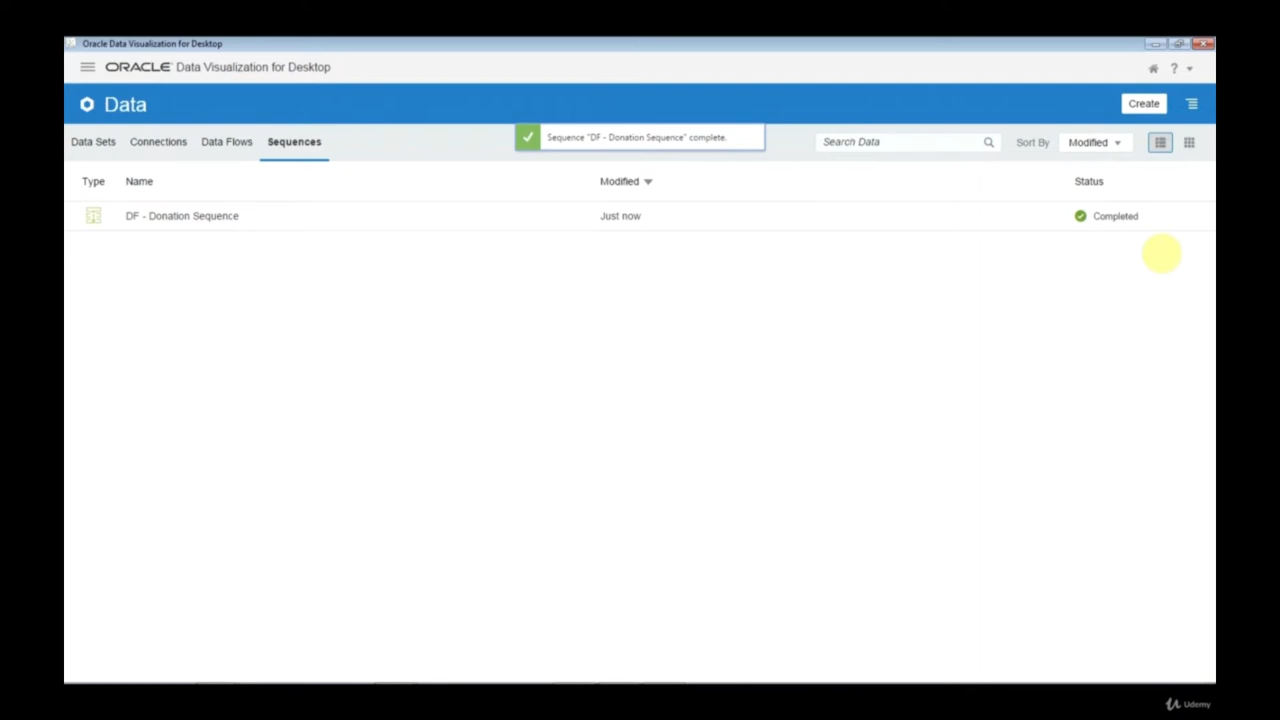 Oracle Data Visualization for Desktop
ORACLE Data Visualization for Desktop
?
Data
Create
Data Sets Connections Data Flows Sequences
Sequence "DF - Donation Sequence" complete.
Search Data
Sort By Modified
Type Name Modified Status
DF - Donation Sequence Just now Completed
Udemy